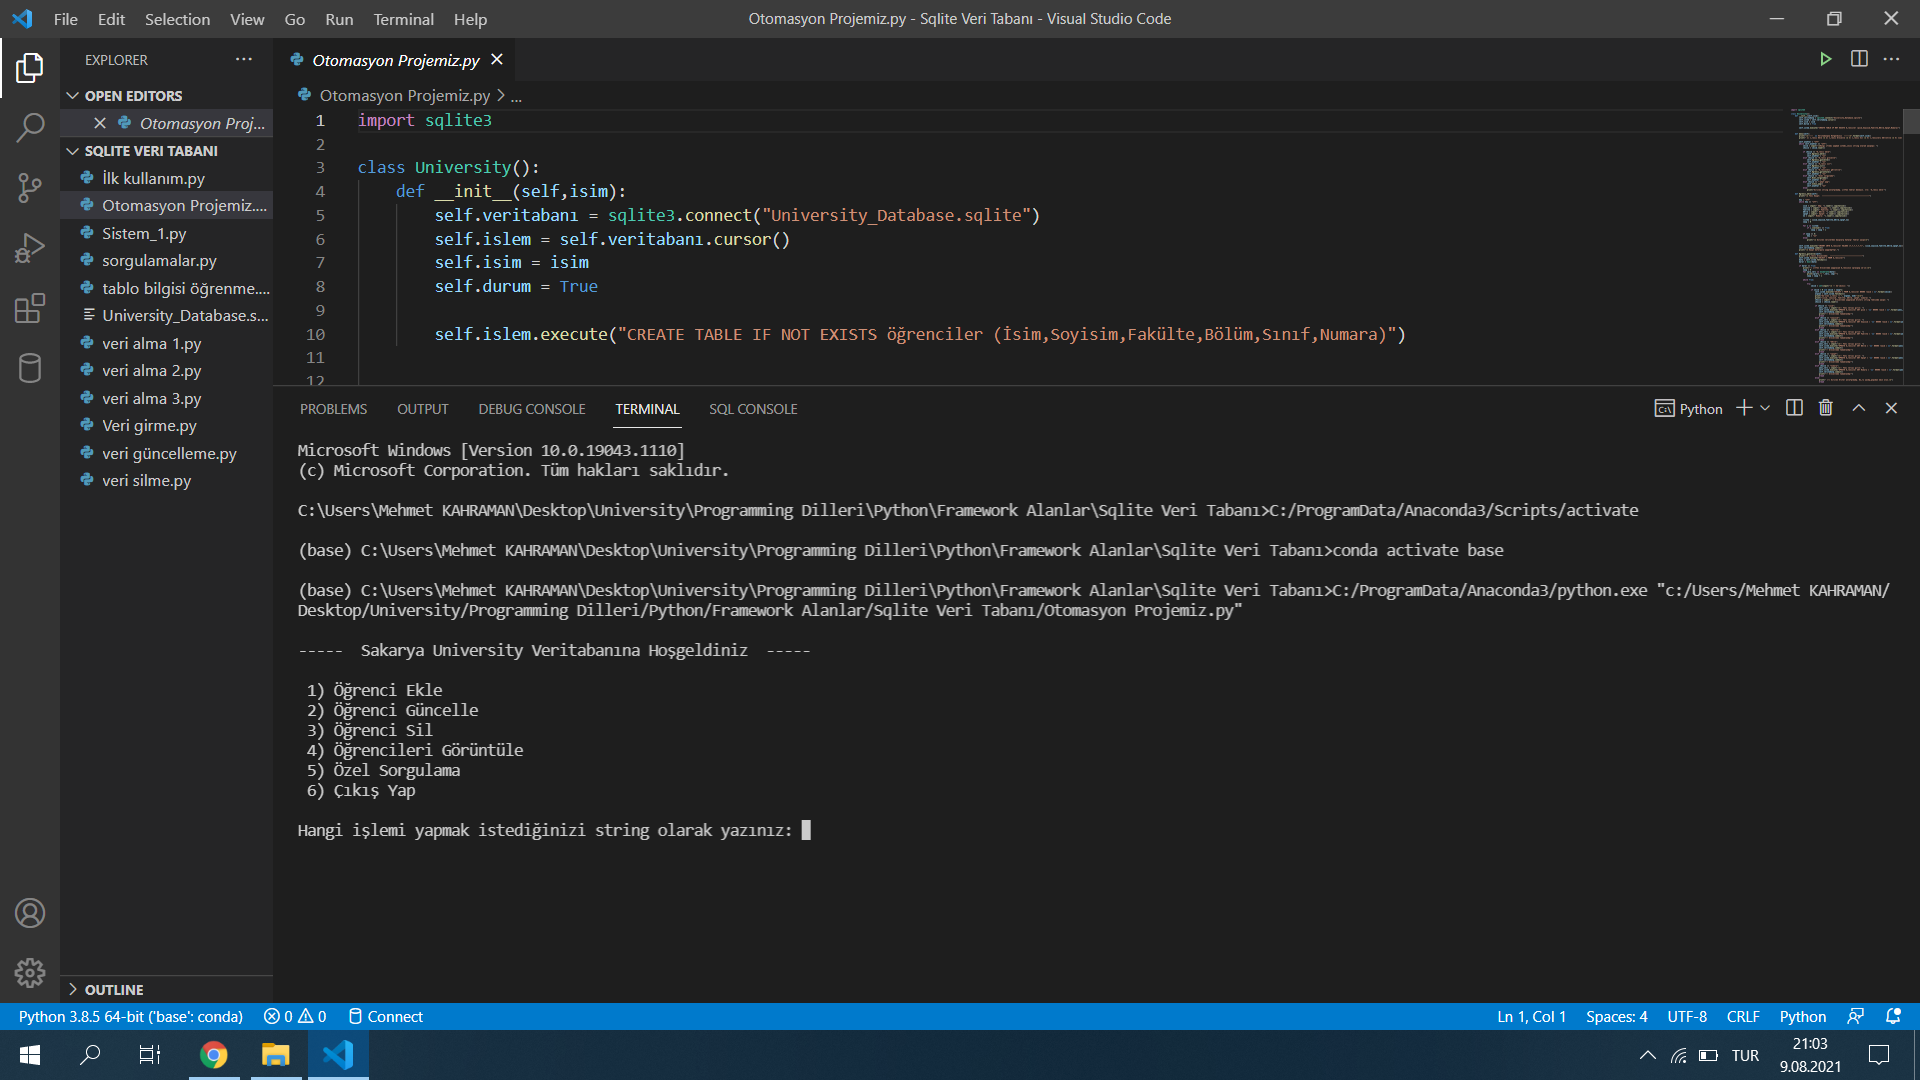 File Edit Selection View Go Run Terminal Help
Otomasyon Projemiz.py - Sqlite Veri Tabanı - Visual Studio Code
EXPLORER
OPEN EDITORS
Otomasyon Proj...
SQLITE VERI TABANI
İlk kullanım.py
Otomasyon Projemiz....
Sistem_1.py
sorgulamalar.py
tablo bilgisi öğrenme....
University_Database.s...
veri alma 1.py
veri alma 2.py
veri alma 3.py
Veri girme.py
veri güncelleme.py
veri silme.py
OUTLINE
Otomasyon Projemiz.py
Otomasyon Projemiz.py > ...
1 import sqlite3
2
3 class University():
4 def __init__(self,isim):
5 self.veritabanı = sqlite3.connect("University_Database.sqlite")
6 self.islem = self.veritabanı.cursor()
7 self.isim = isim
8 self.durum = True
9
10 self.islem.execute("CREATE TABLE IF NOT EXISTS öğrenciler (İsim,Soyisim,Fakülte,Bölüm,Sınıf,Numara)")
11
12
PROBLEMS OUTPUT DEBUG CONSOLE TERMINAL SQL CONSOLE
Python
Microsoft Windows [Version 10.0.19043.1110]
(c) Microsoft Corporation. Tüm hakları saklıdır.
C:\Users\Mehmet KAHRAMAN\Desktop\University\Programming Dilleri\Python\Framework Alanlar\Sqlite Veri Tabanı>C:/ProgramData/Anaconda3/Scripts/activate
(base) C:\Users\Mehmet KAHRAMAN\Desktop\University\Programming Dilleri\Python\Framework Alanlar\Sqlite Veri Tabanı>conda activate base
(base) C:\Users\Mehmet KAHRAMAN\Desktop\University\Programming Dilleri\Python\Framework Alanlar\Sqlite Veri Tabanı>C:/ProgramData/Anaconda3/python.exe "c:/Users/Mehmet KAHRAMAN/
Desktop/University/Programming Dilleri/Python/Framework Alanlar/Sqlite Veri Tabanı/Otomasyon Projemiz.py"
----- Sakarya University Veritabanına Hoşgeldiniz -----
1) Öğrenci Ekle
2) Öğrenci Güncelle
3) Öğrenci Sil
4) Öğrencileri Görüntüle
5) Özel Sorgulama
6) Çıkış Yap
Hangi işlemi yapmak istediğinizi string olarak yazınız:
Python 3.8.5 64-bit ('base': conda) 0 0 Connect
Ln 1, Col 1 Spaces: 4 UTF-8 CRLF Python
TUR
21:03
9.08.2021